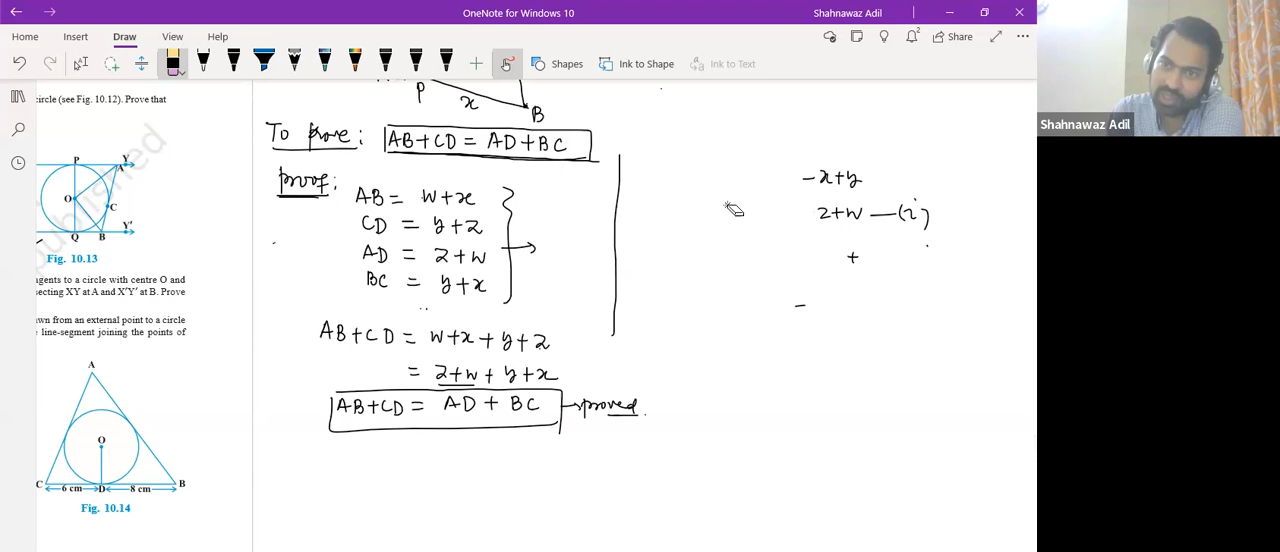 OneNote for Windows 10
Shahnawaz Adil
Home Insert Draw View Help
Share
Shapes Ink to Shape Ink to Text
Shahnawaz Adil
circle (see Fig. 10.12). Prove that
P Y
A
O
C
Q B Y'
Fig. 10.13
agents to a circle with centre O and
secting XY at A and X'Y' at B. Prove
wn from an external point to a circle
line-segment joining the points of
A
O
C 6 cm D 8 cm B
Fig. 10.14
P x B
To prove: AB+CD = AD+BC
proof:
AB = w+x
CD = y+z
AD = z+w
BC = y+x
AB+CD = w+x+y+z
= z+w+y+x
AB+CD = AD + BC → proved.
-x+y
z+w —(i)
+
-